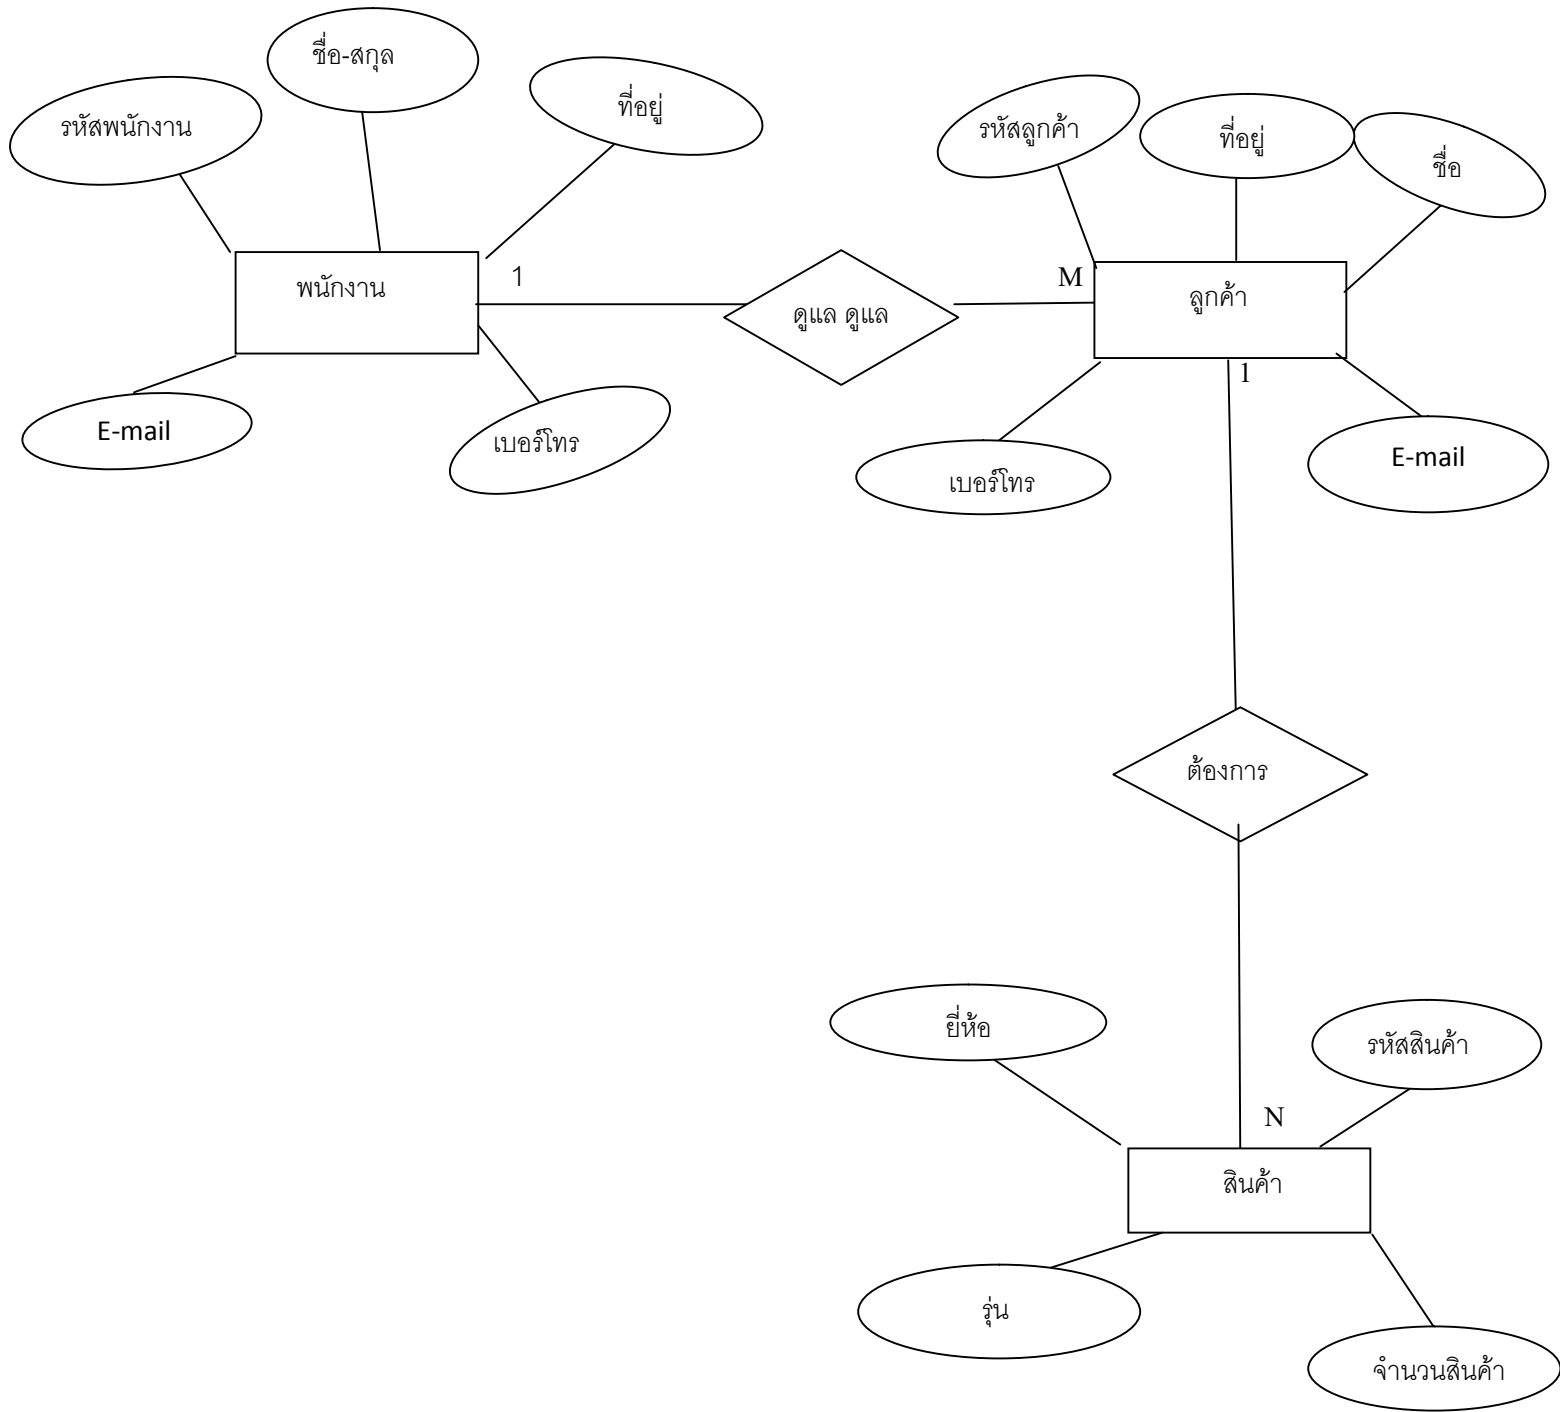 ชื่อ-สกุล
รหัสพนักงาน
ที่อยู่
รหัสลูกค้า
ที่อยู่
ชื่อ
พนักงาน
1
ดูแล ดูแล
M
ลูกค้า
1
E-mail
เบอร์โทร
เบอร์โทร
E-mail
ต้องการ
ยี่ห้อ
รหัสสินค้า
N
สินค้า
รุ่น
จำนวนสินค้า